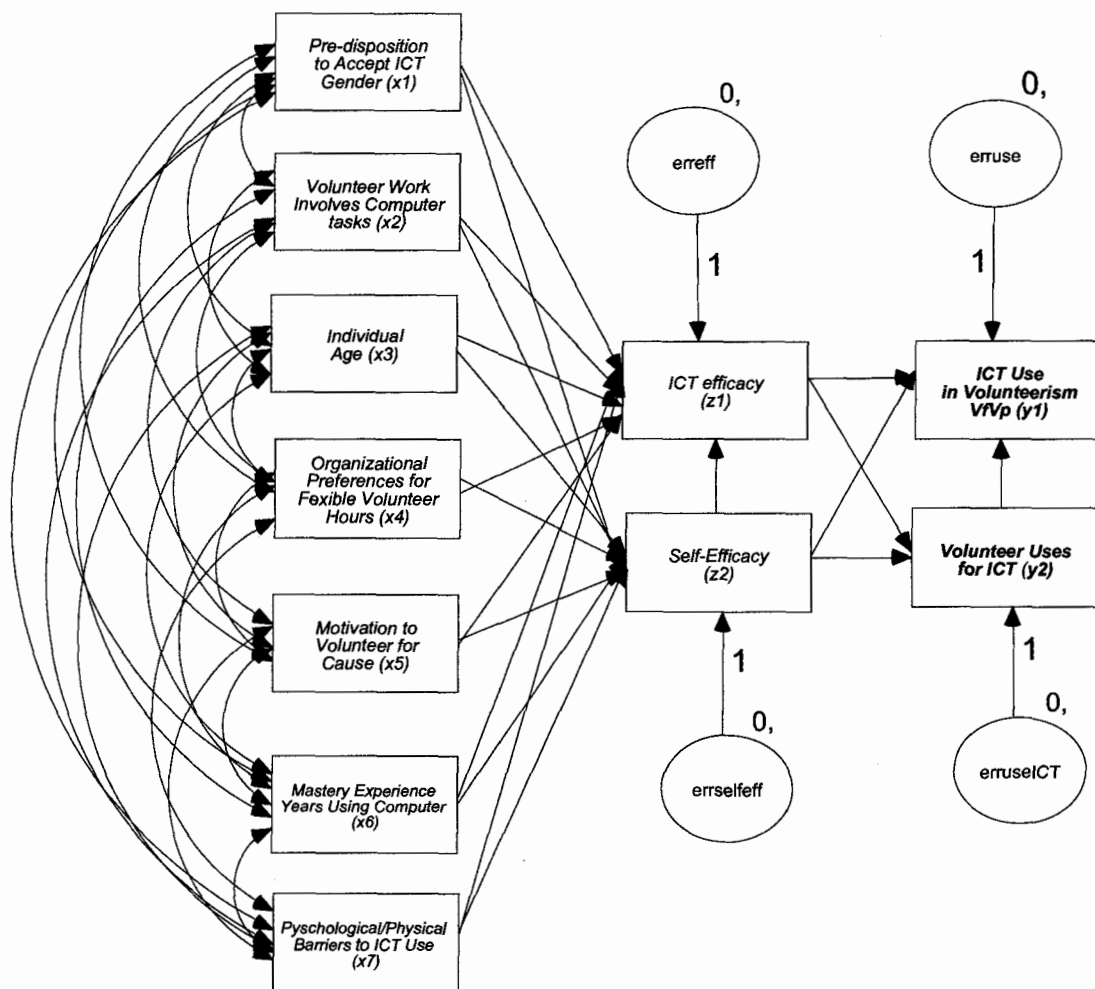 Pre-disposition
to Accept ICT
Gender (x1)
Volunteer Work
Involves Computer
tasks (x2)
Individual
Age (x3)
Organizational
Preferences for
Fexible Volunteer
Hours (x4)
Motivation to
Volunteer for
Cause (x5)
Mastery Experience
Years Using Computer
(x6)
Pyschological/Physical
Barriers to ICT Use
(x7)
0,
erreff
1
0,
erruse
1
ICT efficacy
(z1)
ICT Use
in Volunteerism
VfVp (y1)
Self-Efficacy
(z2)
Volunteer Uses
for ICT (y2)
1
0,
errselfeff
1
0,
erruseICT